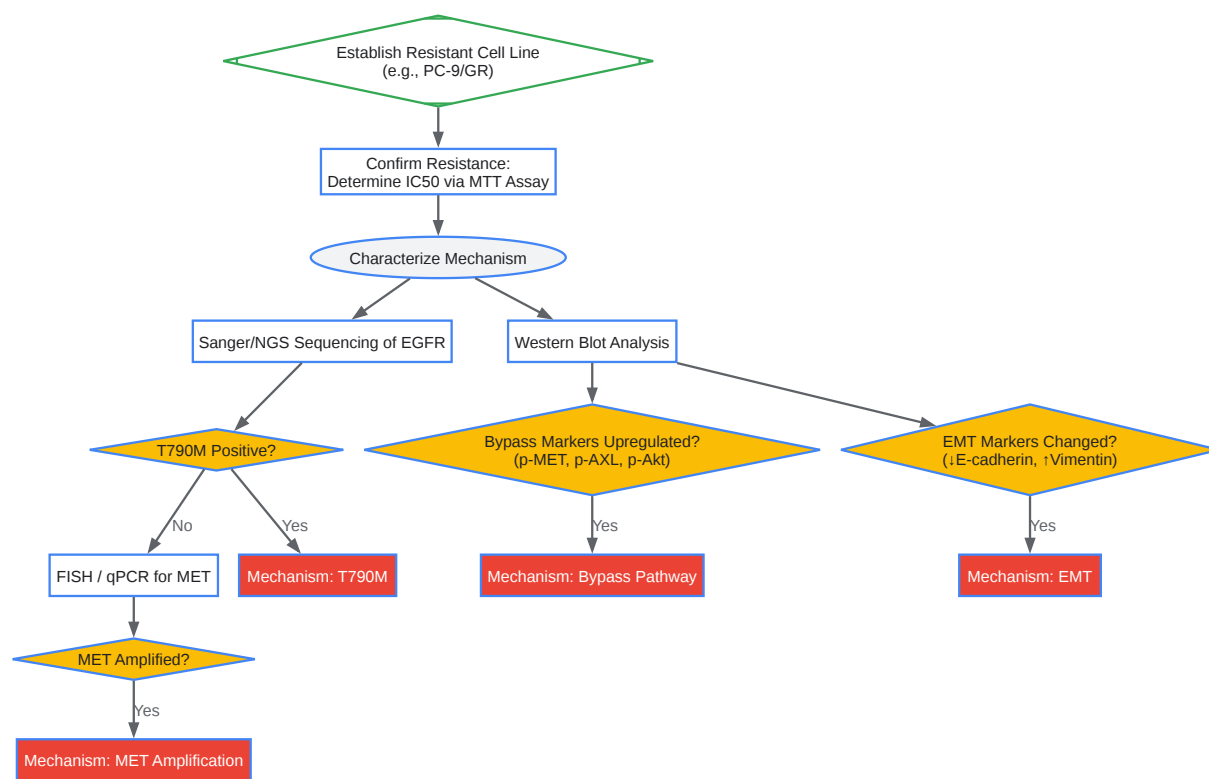 Establish Resistant Cell Line
(e.g., PC-9/GR)
Confirm Resistance:
Determine IC50 via MTT Assay
Characterize Mechanism
Sanger/NGS Sequencing of EGFR
Western Blot Analysis
T790M Positive?
Bypass Markers Upregulated?
(p-MET, p-AXL, p-Akt)
EMT Markers Changed?
(↓E-cadherin, ↑Vimentin)
No
Yes
Yes
Yes
FISH / qPCR for MET
Mechanism: T790M
Mechanism: Bypass Pathway
Mechanism: EMT
MET Amplified?
Yes
Mechanism: MET Amplification